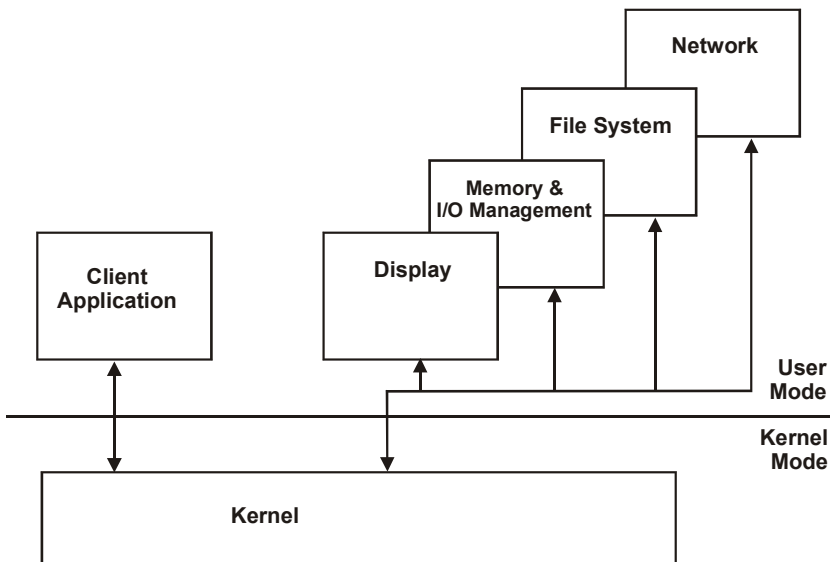 Network
File System
Memory &
I/O Management
Display
Client
Application
User
Mode
Kernel
Mode
Kernel